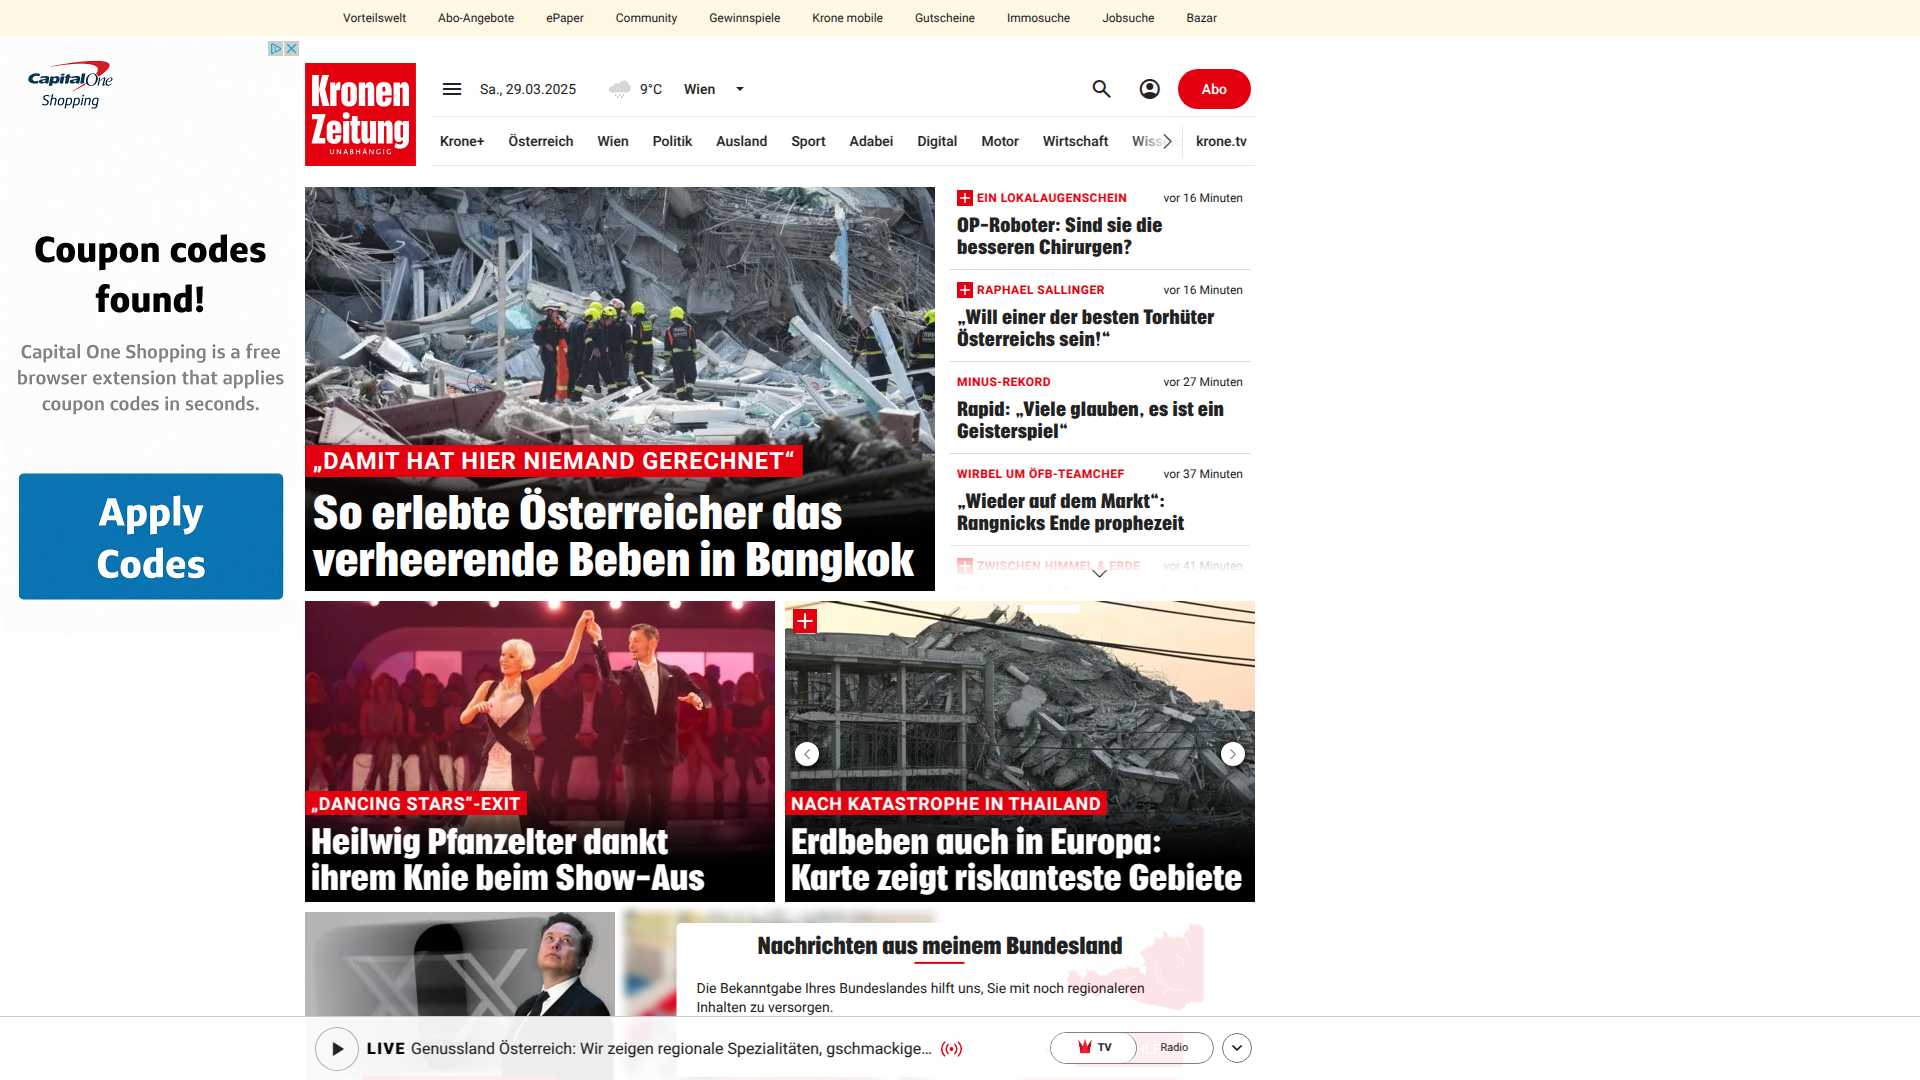 Vorteilswelt Abo-Angebote ePaper Community Gewinnspiele Krone mobile Gutscheine Immosuche Jobsuche Bazar
CapitalOne
Shopping
Coupon codes
found!
Capital One Shopping is a free
browser extension that applies
coupon codes in seconds.
Apply
Codes
Kronen
Zeitung
UNABHÄNGIG
Sa., 29.03.2025 9°C Wien
Abo
Krone+ Österreich Wien Politik Ausland Sport Adabei Digital Motor Wirtschaft Wiss krone.tv
„DAMIT HAT HIER NIEMAND GERECHNET“
So erlebte Österreicher das
verheerende Beben in Bangkok
EIN LOKALAUGENSCHEIN vor 16 Minuten
OP-Roboter: Sind sie die
besseren Chirurgen?
RAPHAEL SALLINGER vor 16 Minuten
„Will einer der besten Torhüter
Österreichs sein!“
MINUS-REKORD vor 27 Minuten
Rapid: „Viele glauben, es ist ein
Geisterspiel“
WIRBEL UM ÖFB-TEAMCHEF vor 37 Minuten
„Wieder auf dem Markt“:
Rangnicks Ende prophezeit
ZWISCHEN HIMMEL & ERDE vor 41 Minuten
„DANCING STARS“-EXIT
Heilwig Pfanzelter dankt
ihrem Knie beim Show-Aus
NACH KATASTROPHE IN THAILAND
Erdbeben auch in Europa:
Karte zeigt riskanteste Gebiete
Nachrichten aus meinem Bundesland
Die Bekanntgabe Ihres Bundeslandes hilft uns, Sie mit noch regionaleren
Inhalten zu versorgen.
LIVE Genussland Österreich: Wir zeigen regionale Spezialitäten, gschmackige...
TV Radio